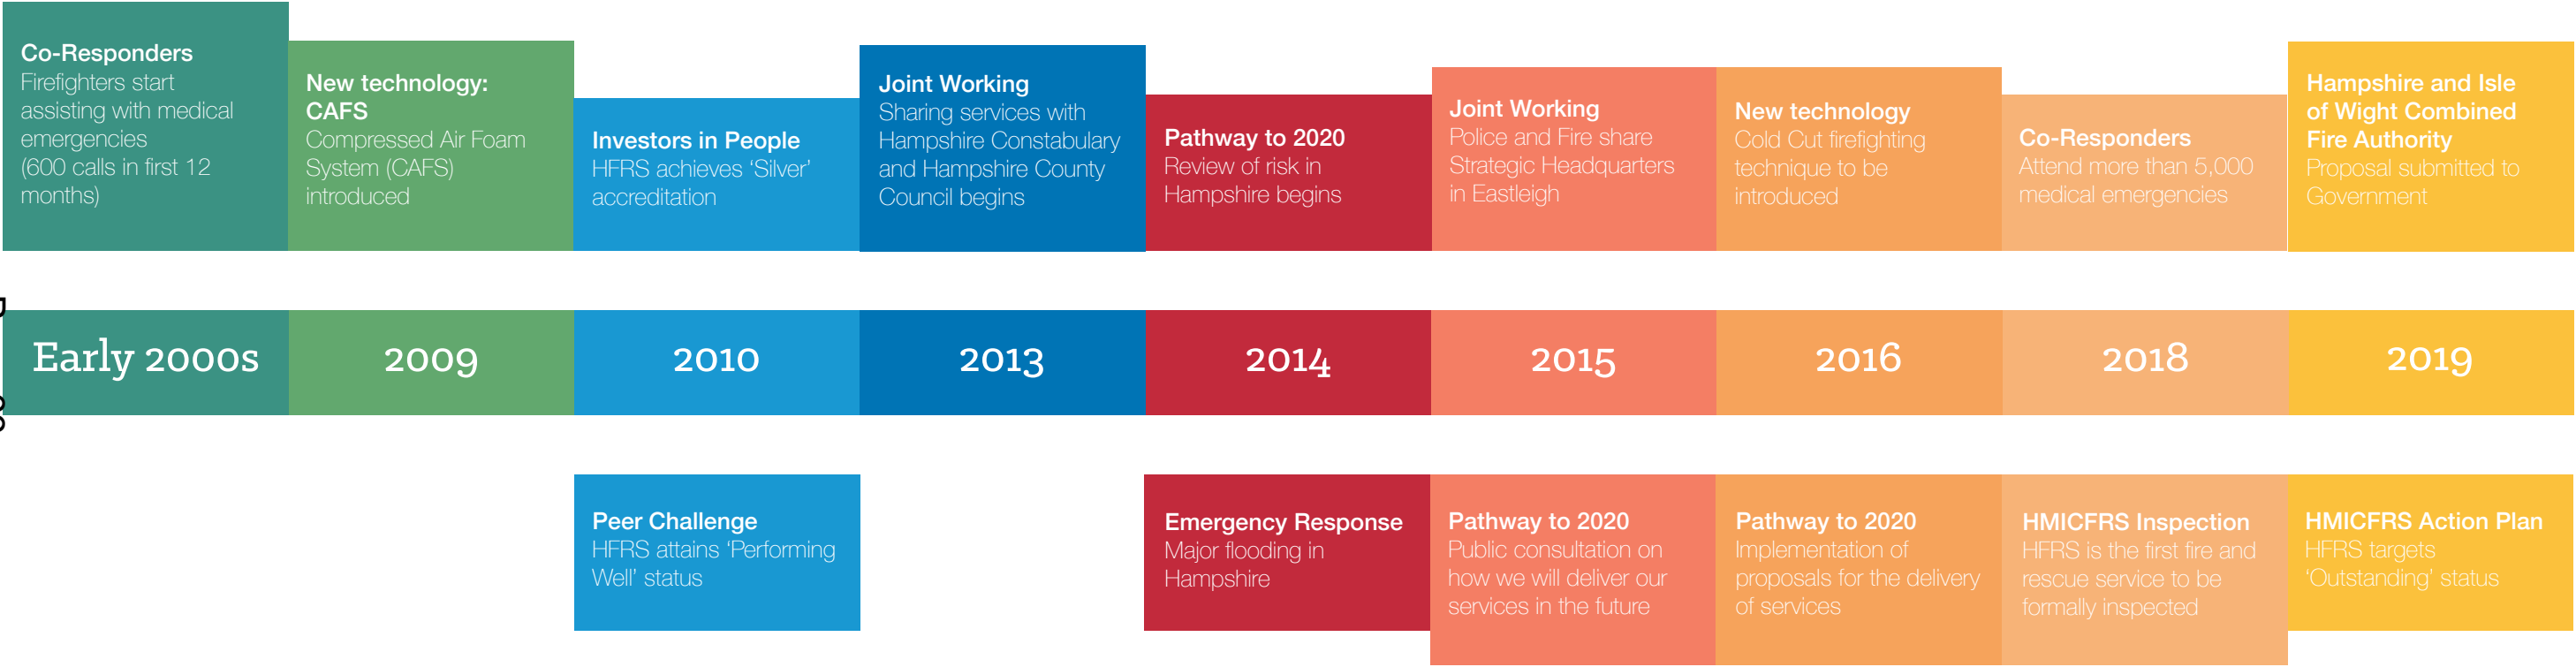 Co-Responders
Firefighters start
assisting with medical
emergencies
(600 calls in first 12
months)
New technology:
CAFS
Compressed Air Foam
System (CAFS)
introduced
Investors in People
HFRS achieves ‘Silver’
accreditation
Joint Working
Sharing services with
Hampshire Constabulary
and Hampshire County
Council begins
Pathway to 2020
Review of risk in
Hampshire begins
Joint Working
Police and Fire share
Strategic Headquarters
in Eastleigh
New technology
Cold Cut firefighting
technique to be
introduced
Co-Responders
Attend more than 5,000
medical emergencies
Hampshire and Isle
of Wight Combined
Fire Authority
Proposal submitted to
Government
Early 2000s
2009
2010
2013
2014
2015
2016
2018
2019
Peer Challenge
HFRS attains ‘Performing
Well’ status
Emergency Response
Major flooding in
Hampshire
Pathway to 2020
Public consultation on
how we will deliver our
services in the future
Pathway to 2020
Implementation of
proposals for the delivery
of services
HMICFRS Inspection
HFRS is the first fire and
rescue service to be
formally inspected
HMICFRS Action Plan
HFRS targets
‘Outstanding’ status